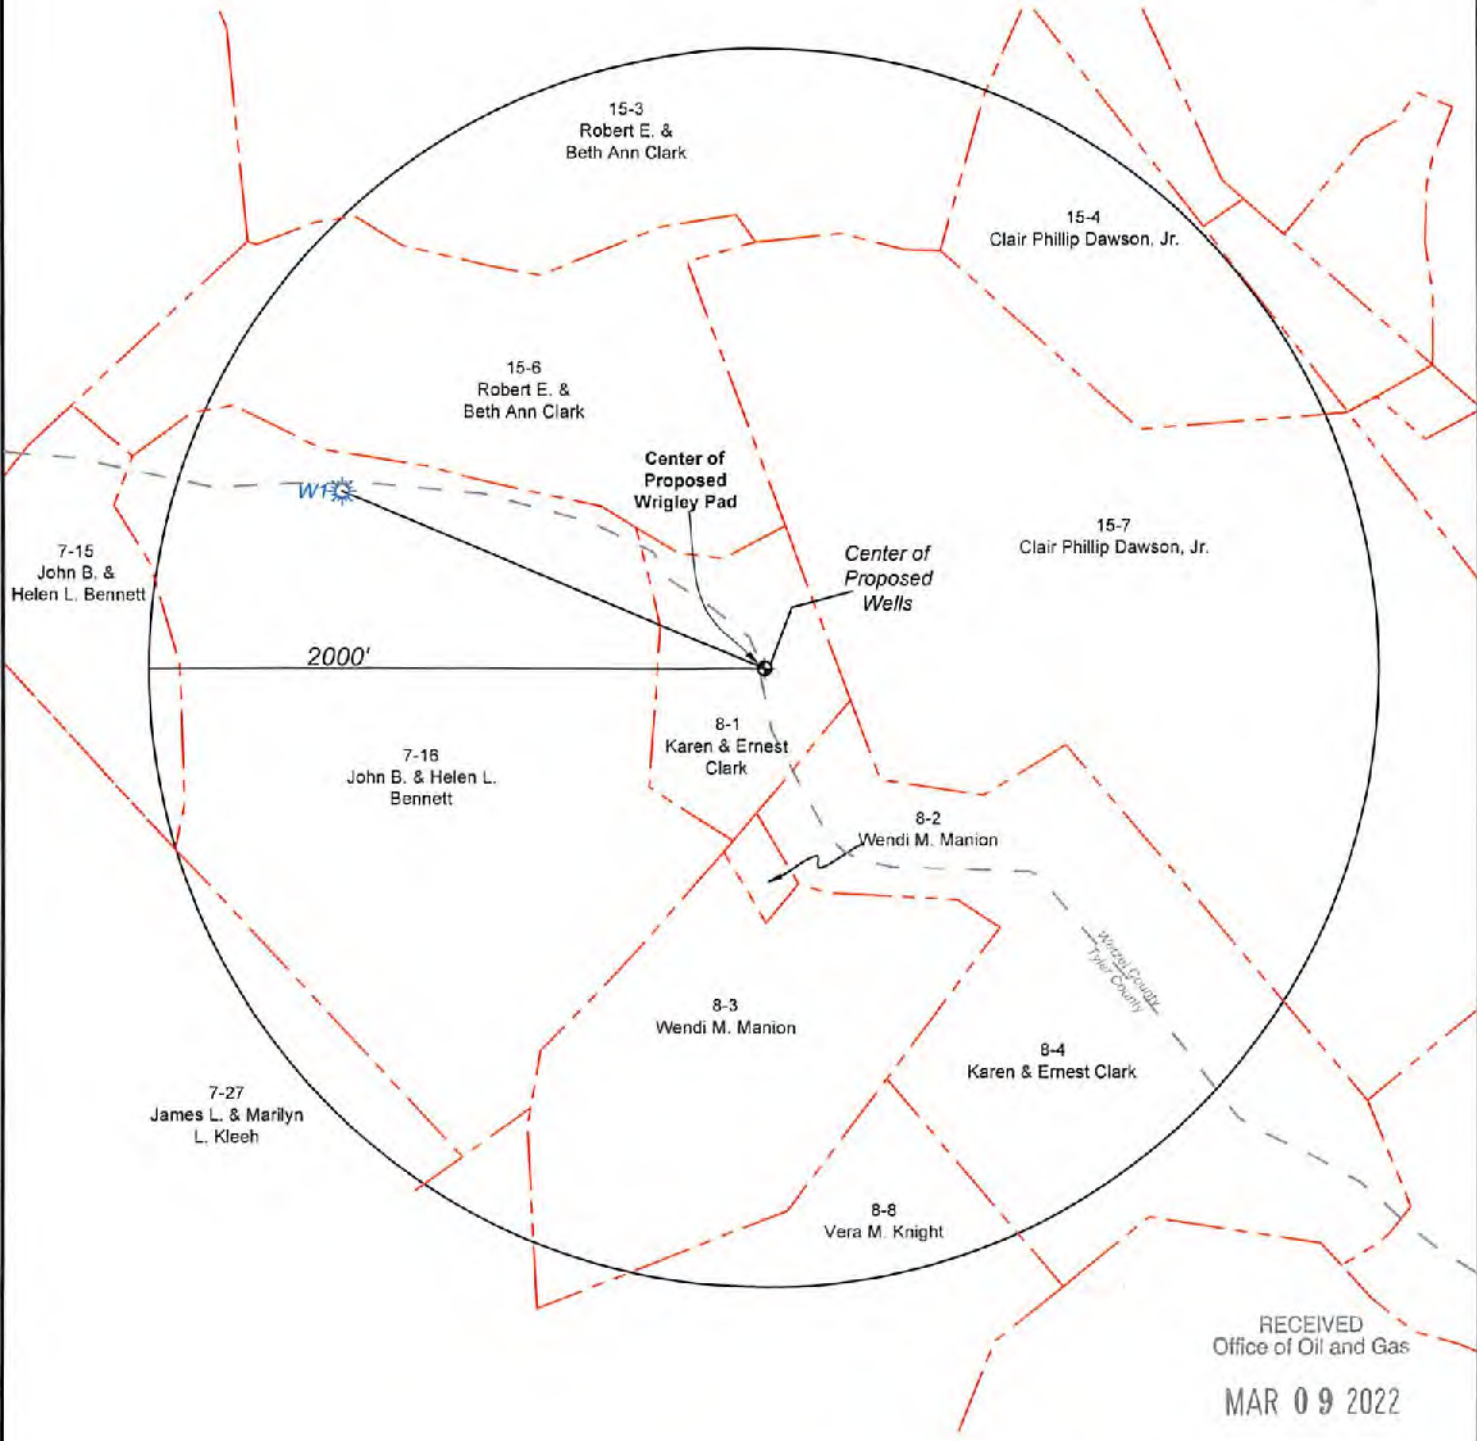 15-3
Robert E. &
Beth Ann Clark
15-4
Clair Phillip Dawson, Jr.
15-6
Robert E. &
Beth Ann Clark
Center of
Proposed
Wrigley Pad
W1
7-15
John B. &
Helen L. Bennett
15-7
Clair Phillip Dawson, Jr.
Center of
Proposed
Wells
2000'
8-1
Karen & Ernest
Clark
7-16
John B. & Helen L.
Bennett
8-2
Wendi M. Manion
Wetzel County
Tyler County
8-3
Wendi M. Manion
8-4
Karen & Ernest Clark
7-27
James L. & Marilyn
L. Kleeh
8-8
Vera M. Knight
RECEIVED
Office of Oil and Gas
MAR 09 2022